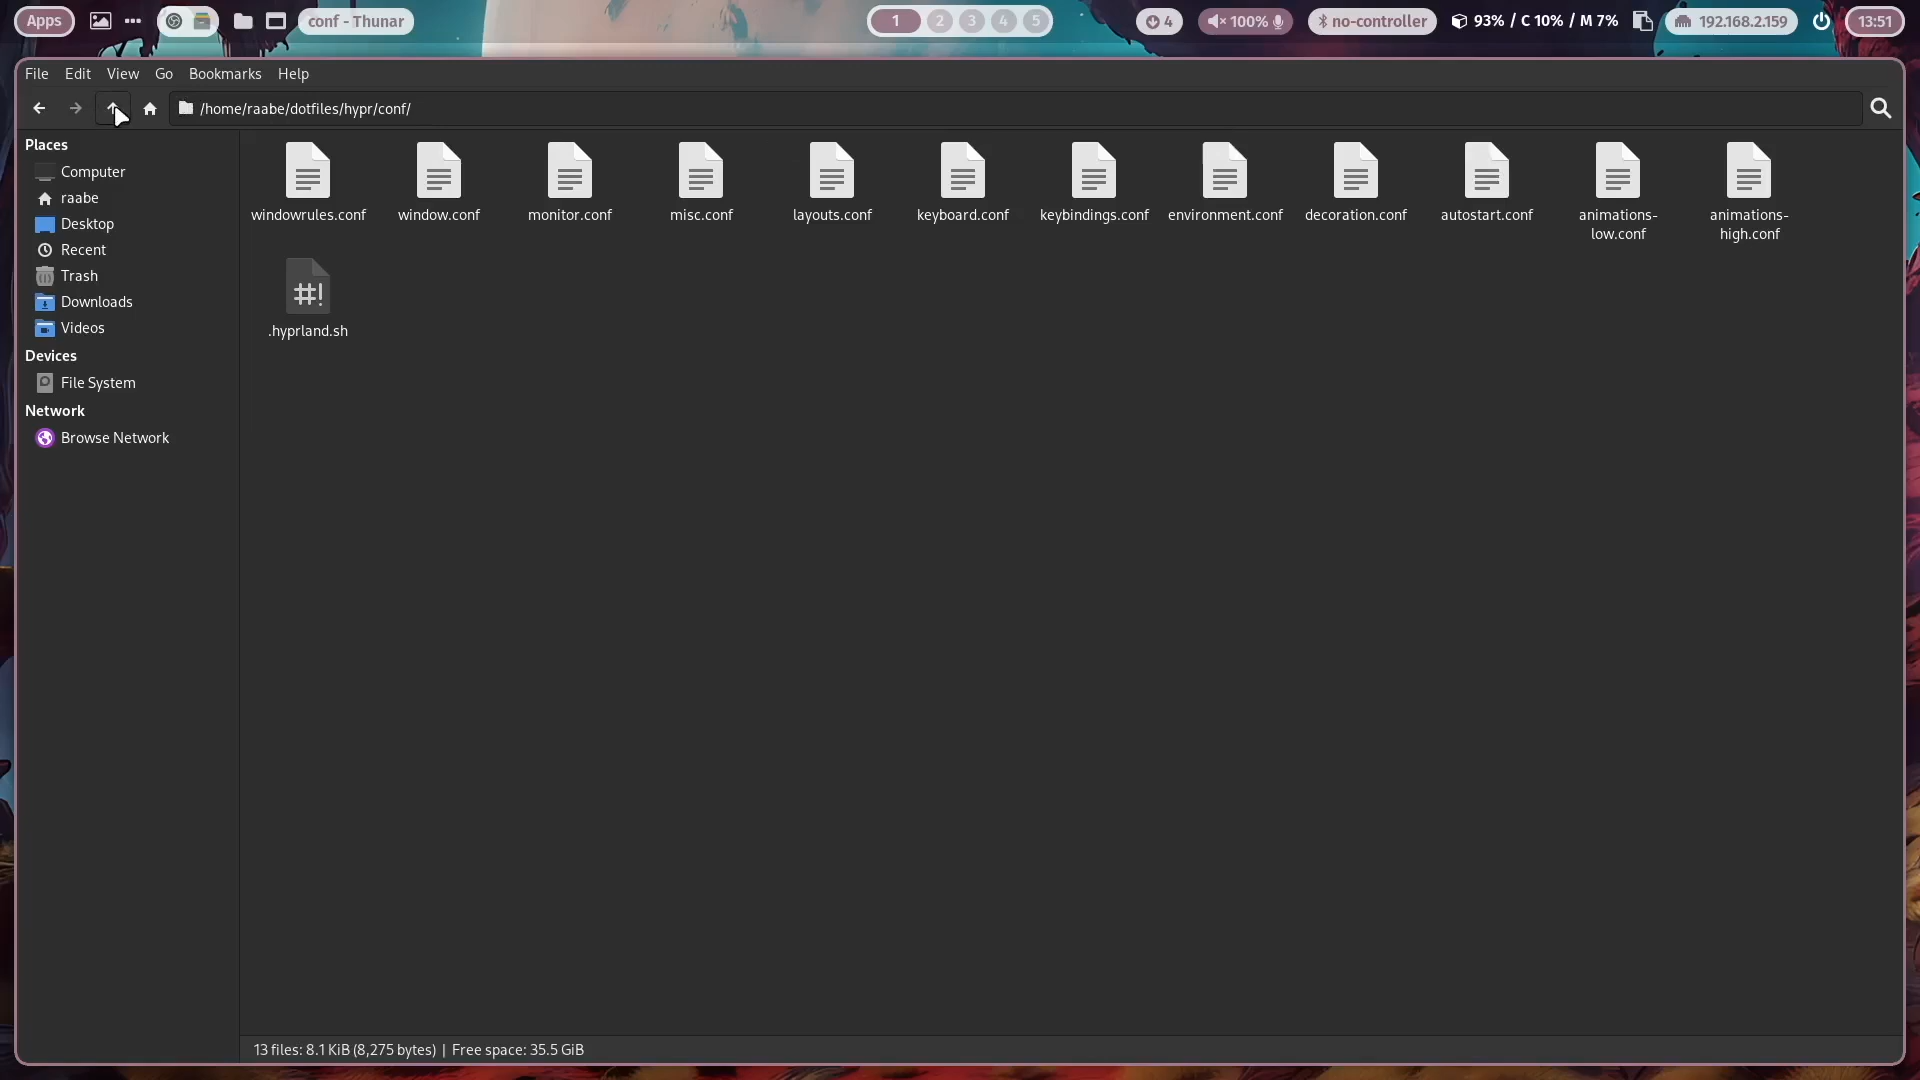 Apps conf - Thunar 1 2 3 4 5 4 100% no-controller 93% / C 10% / M 7% 192.168.2.159 13:51
File Edit View Go Bookmarks Help
/home/raabe/dotfiles/hypr/conf/
Places
Computer
raabe
Desktop
Recent
Trash
Downloads
Videos
Devices
File System
Network
Browse Network
windowrules.conf window.conf monitor.conf misc.conf layouts.conf keyboard.conf keybindings.conf environment.conf decoration.conf autostart.conf animations- animations-
low.conf high.conf
#!
.hyprland.sh
13 files: 8.1 KiB (8,275 bytes) | Free space: 35.5 GiB